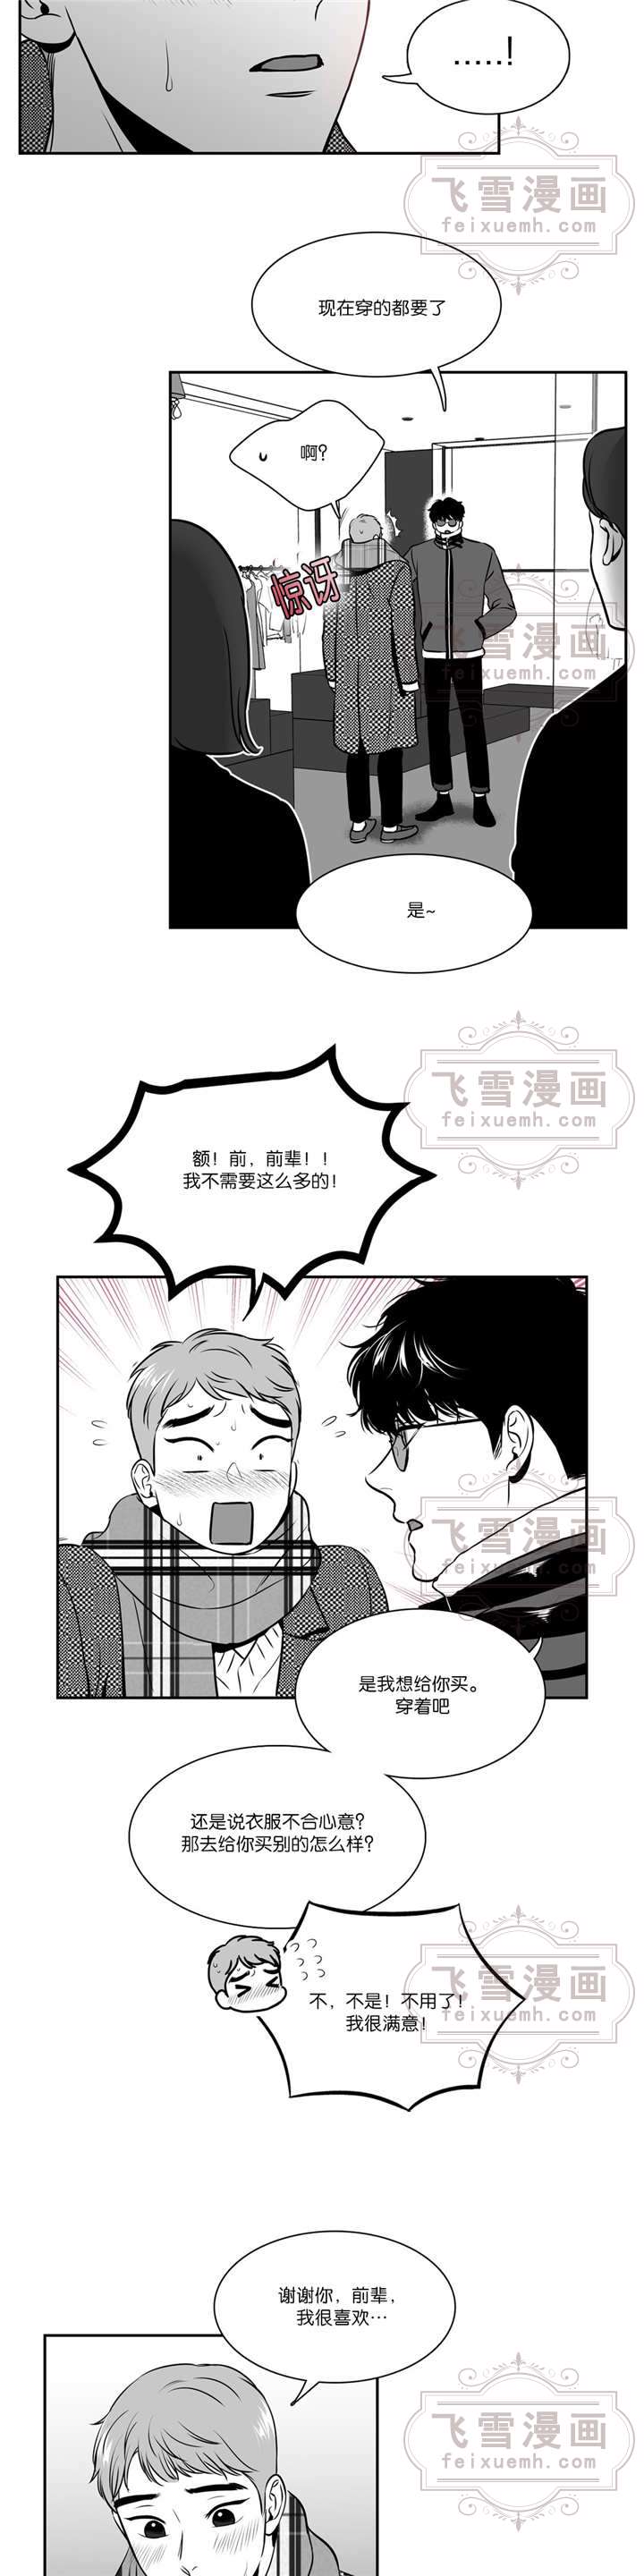 ……!
飞雪漫画
feixuemh.com
现在穿的都要了
啊?
惊讶
飞雪漫画
feixuemh.com
是~
飞雪漫画
feixuemh.com
额！前，前辈！！
我不需要这么多的！
飞雪漫画
feixuemh.com
是我想给你买。
穿着吧
还是说衣服不合心意?
那去给你买别的怎么样?
飞雪漫画
feixuemh.com
不，不是！不用了！
我很满意！
谢谢你，前辈，
我很喜欢…
飞雪漫画
feixuemh.com